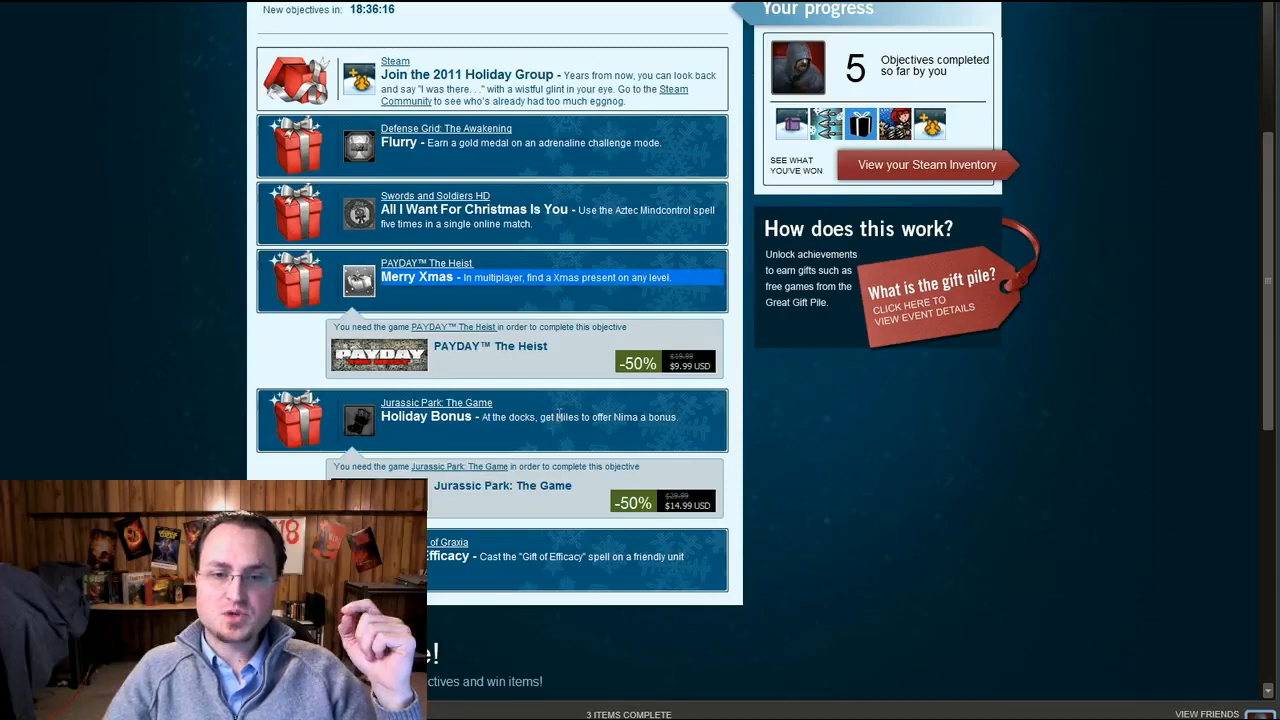 New objectives in: 18:36:16
Steam
Join the 2011 Holiday Group - Years from now, you can look back
and say "I was there. . ." with a wistful glint in your eye. Go to the Steam
Community to see who's already had too much eggnog.
Defense Grid: The Awakening
Flurry - Earn a gold medal on an adrenaline challenge mode.
Swords and Soldiers HD
All I Want For Christmas Is You - Use the Aztec Mindcontrol spell
five times in a single online match.
PAYDAY™ The Heist
Merry Xmas - In multiplayer, find a Xmas present on any level.
You need the game PAYDAY™ The Heist in order to complete this objective
PAYDAY
THE HEIST
PAYDAY™ The Heist
-50%
$19.99
$9.99 USD
Jurassic Park: The Game
Holiday Bonus - At the docks, get Miles to offer Nima a bonus.
You need the game Jurassic Park: The Game in order to complete this objective
Jurassic Park: The Game
-50%
$29.99
$14.99 USD
of Graxia
Efficacy - Cast the "Gift of Efficacy" spell on a friendly unit
e!
ctives and win items!
Your progress
5
Objectives completed
so far by you
SEE WHAT
YOU'VE WON
View your Steam Inventory
How does this work?
Unlock achievements
to earn gifts such as
free games from the
Great Gift Pile.
What is the gift pile?
CLICK HERE TO
VIEW EVENT DETAILS
3 ITEMS COMPLETE
VIEW FRIENDS